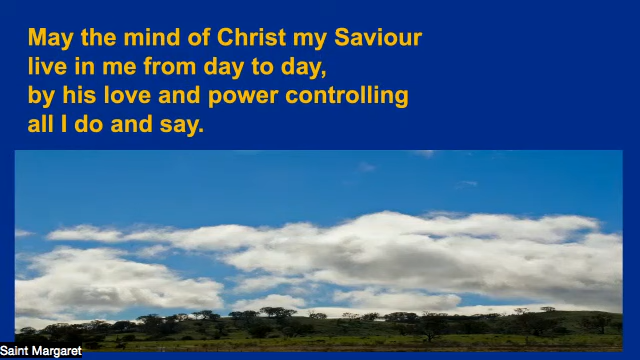 May the mind of Christ my Saviour
live in me from day to day,
by his love and power controlling
all I do and say.
Saint Margaret